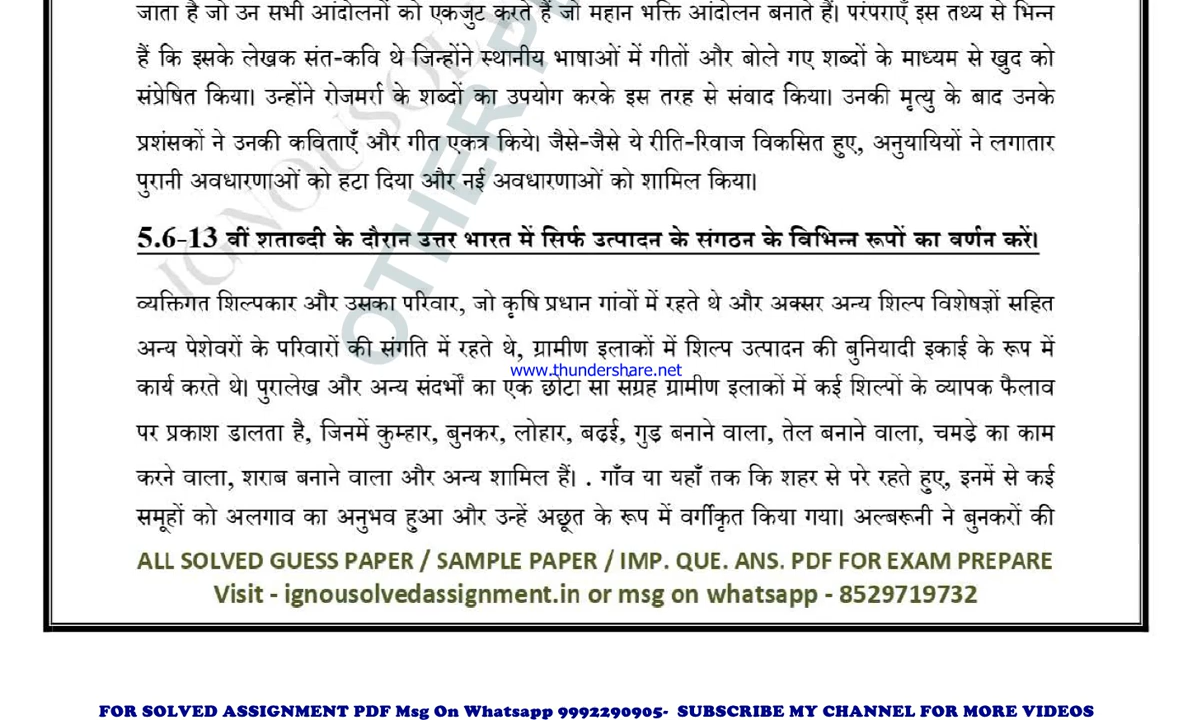 जाता है जो उन सभी आंदोलनों को एकजुट करते हैं जो महान भक्ति आंदोलन बनाते हैं। परंपराएँ इस तथ्य से भिन्न
हैं कि इसके लेखक संत-कवि थे जिन्होंने स्थानीय भाषाओं में गीतों और बोले गए शब्दों के माध्यम से खुद को
संप्रेषित किया। उन्होंने रोजमर्रा के शब्दों का उपयोग करके इस तरह से संवाद किया। उनकी मृत्यु के बाद उनके
प्रशंसकों ने उनकी कविताएँ और गीत एकत्र किये। जैसे-जैसे ये रीति-रिवाज विकसित हुए, अनुयायियों ने लगातार
पुरानी अवधारणाओं को हटा दिया और नई अवधारणाओं को शामिल किया।
5.6-13 वीं शताब्दी के दौरान उत्तर भारत में सिर्फ उत्पादन के संगठन के विभिन्न रूपों का वर्णन करें।
व्यक्तिगत शिल्पकार और उसका परिवार, जो कृषि प्रधान गांवों में रहते थे और अक्सर अन्य शिल्प विशेषज्ञों सहित
अन्य पेशेवरों के परिवारों की संगति में रहते थे, ग्रामीण इलाकों में शिल्प उत्पादन की बुनियादी इकाई के रूप में
www.thundershare.net
कार्य करते थे। पुरालेख और अन्य संदर्भों का एक छोटा सा संग्रह ग्रामीण इलाकों में कई शिल्पों के व्यापक फैलाव
पर प्रकाश डालता है, जिनमें कुम्हार, बुनकर, लोहार, बढ़ई, गुड़ बनाने वाला, तेल बनाने वाला, चमड़े का काम
करने वाला, शराब बनाने वाला और अन्य शामिल हैं। . गाँव या यहाँ तक कि शहर से परे रहते हुए, इनमें से कई
समूहों को अलगाव का अनुभव हुआ और उन्हें अछूत के रूप में वर्गीकृत किया गया। अल्बरूनी ने बुनकरों की
ALL SOLVED GUESS PAPER / SAMPLE PAPER / IMP. QUE. ANS. PDF FOR EXAM PREPARE
Visit - ignousolvedassignment.in or msg on whatsapp - 8529719732
FOR SOLVED ASSIGNMENT PDF Msg On Whatsapp 9992290905- SUBSCRIBE MY CHANNEL FOR MORE VIDEOS